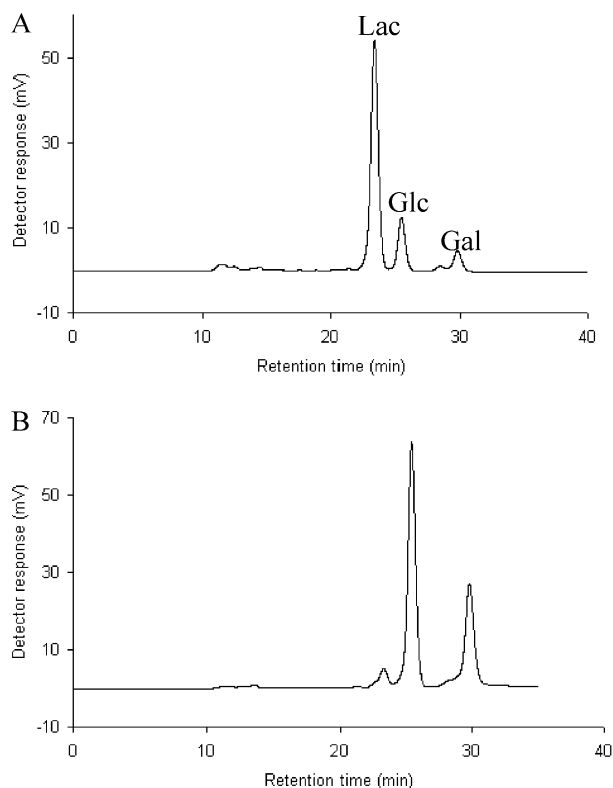 A
Lac
50
30
Glc
10
Gal
-10
0 10 20 30 40
Detector response (mV)
Retention time (min)
B
70
50
30
10
-10
0 10 20 30 40
Detector response (mV)
Retention time (min)